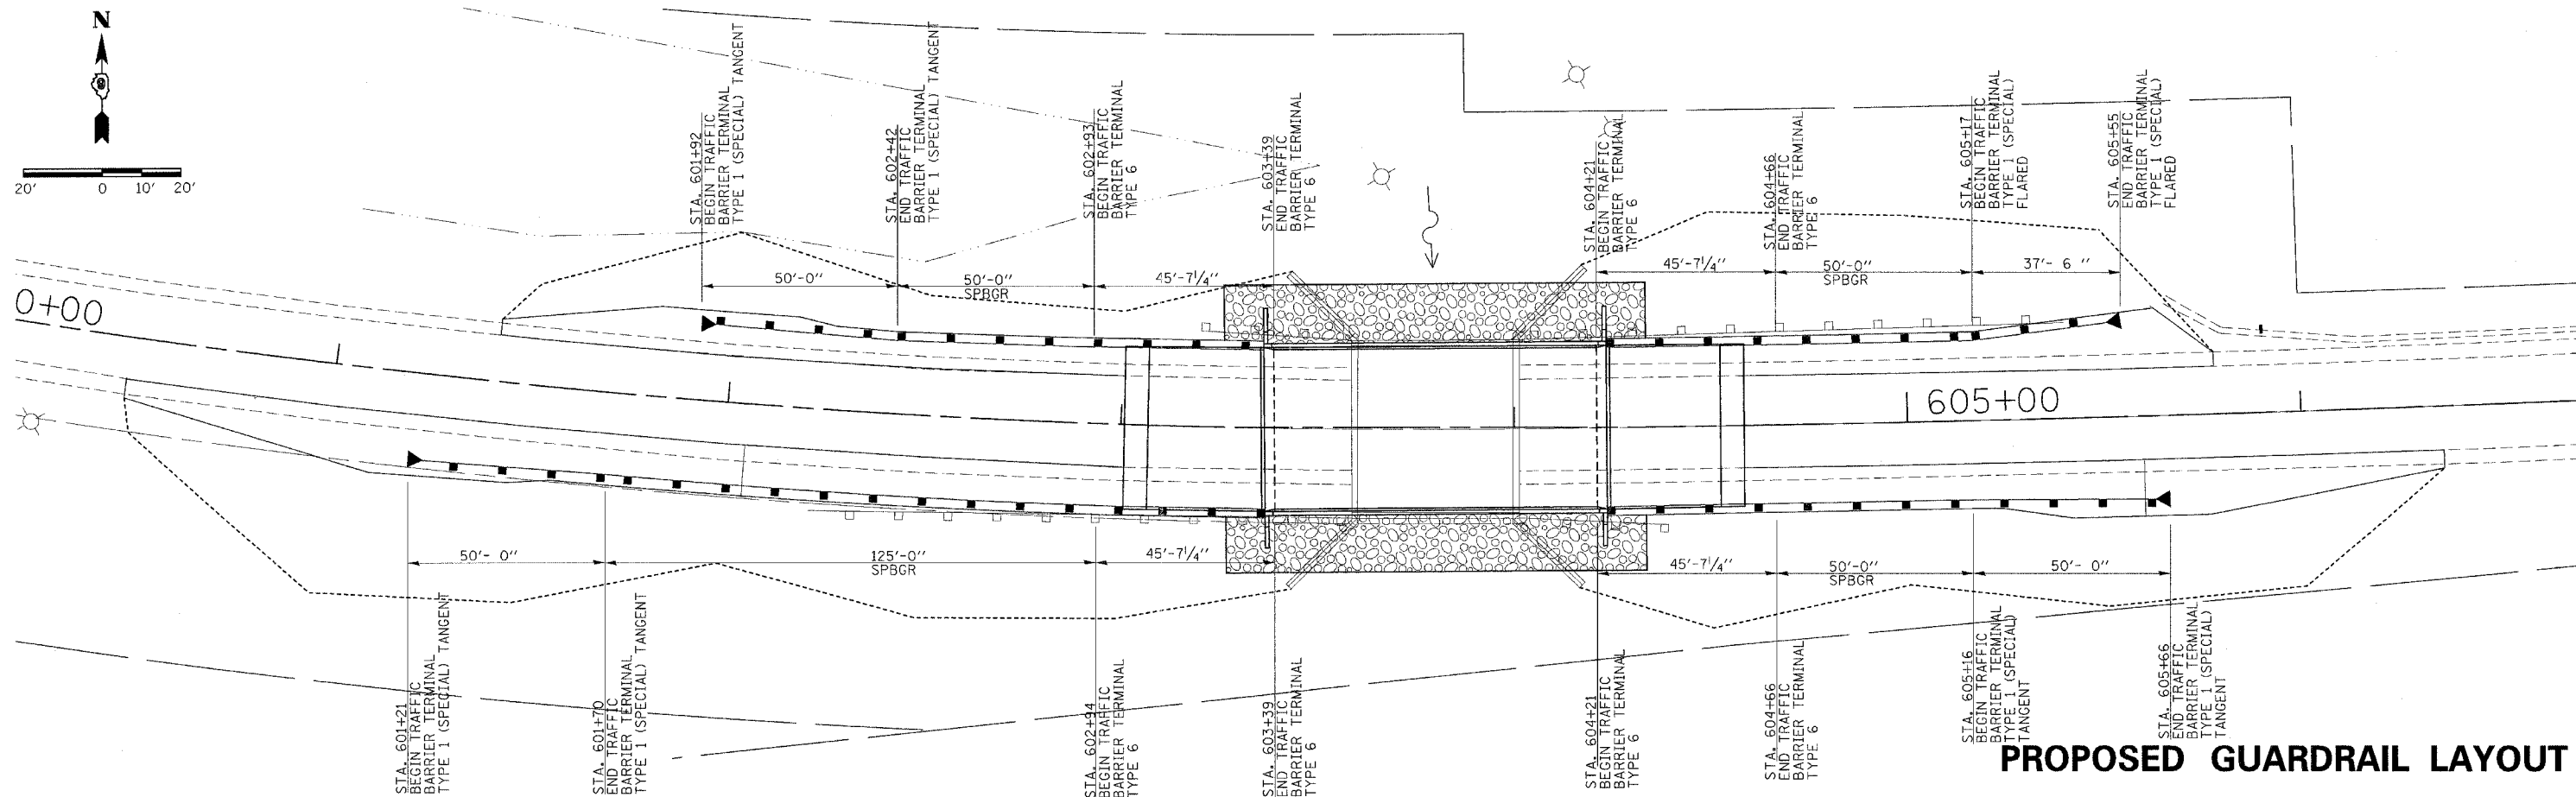 N
20' 0 10' 20'
STA. 601+92
BEGIN TRAFFIC
BARRIER TERMINAL
TYPE 1 (SPECIAL) TANGENT
STA. 602+42
END TRAFFIC
BARRIER TERMINAL
TYPE 1 (SPECIAL) TANGENT
STA. 602+93
BEGIN TRAFFIC
BARRIER TERMINAL
TYPE 6
STA. 603+39
END TRAFFIC
BARRIER TERMINAL
TYPE 6
STA. 604+21
BEGIN TRAFFIC
BARRIER TERMINAL
TYPE 6
STA. 604+66
END TRAFFIC
BARRIER TERMINAL
TYPE 6
STA. 605+17
BEGIN TRAFFIC
BARRIER TERMINAL
TYPE 1 (SPECIAL)
FLARED
STA. 605+55
END TRAFFIC
BARRIER TERMINAL
TYPE 1 (SPECIAL)
FLARED
50'-0"
50'-0"
SPBGR
45'-7 1/4"
45'-7 1/4"
50'-0"
SPBGR
37'- 6 "
0+00
605+00
50'- 0"
125'-0"
SPBGR
45'-7 1/4"
45'-7 1/4"
50'-0"
SPBGR
50'- 0"
STA. 601+21
BEGIN TRAFFIC
BARRIER TERMINAL
TYPE 1 (SPECIAL) TANGENT
STA. 601+70
END TRAFFIC
BARRIER TERMINAL
TYPE 1 (SPECIAL) TANGENT
STA. 602+94
BEGIN TRAFFIC
BARRIER TERMINAL
TYPE 6
STA. 603+39
END TRAFFIC
BARRIER TERMINAL
TYPE 6
STA. 604+21
BEGIN TRAFFIC
BARRIER TERMINAL
TYPE 6
STA. 604+66
END TRAFFIC
BARRIER TERMINAL
TYPE 6
STA. 605+16
BEGIN TRAFFIC
BARRIER TERMINAL
TYPE 1 (SPECIAL)
TANGENT
STA. 605+66
END TRAFFIC
BARRIER TERMINAL
TYPE 1 (SPECIAL)
TANGENT
PROPOSED GUARDRAIL LAYOUT